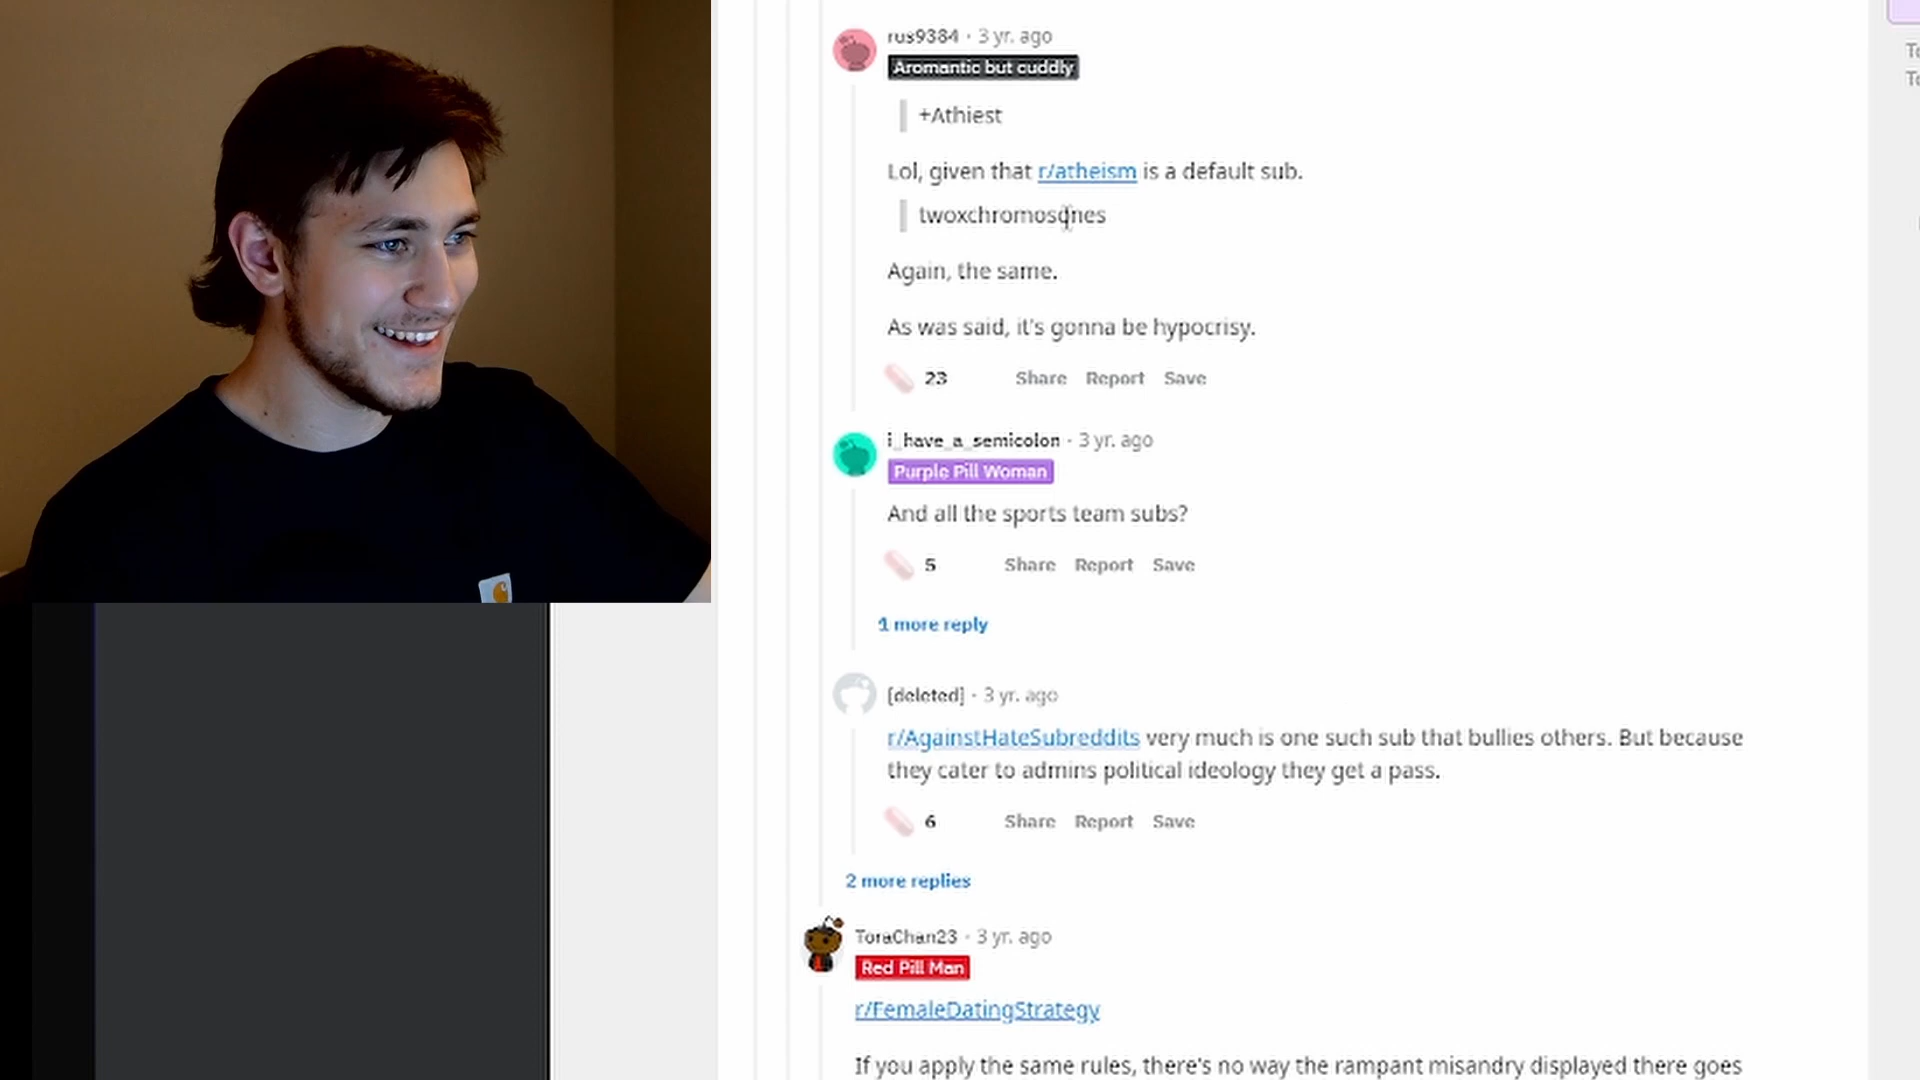 rus9384 · 3 yr. ago
Aromantic but cuddly
+Athiest
Lol, given that r/atheism is a default sub.
twoxchromosones
Again, the same.
As was said, it's gonna be hypocrisy.
23 Share Report Save
i_have_a_semicolon · 3 yr. ago
Purple Pill Woman
And all the sports team subs?
5 Share Report Save
1 more reply
[deleted] · 3 yr. ago
r/AgainstHateSubreddits very much is one such sub that bullies others. But because
they cater to admins political ideology they get a pass.
6 Share Report Save
2 more replies
ToraChan23 · 3 yr. ago
Red Pill Man
r/FemaleDatingStrategy
If you apply the same rules, there's no way the rampant misandry displayed there goes